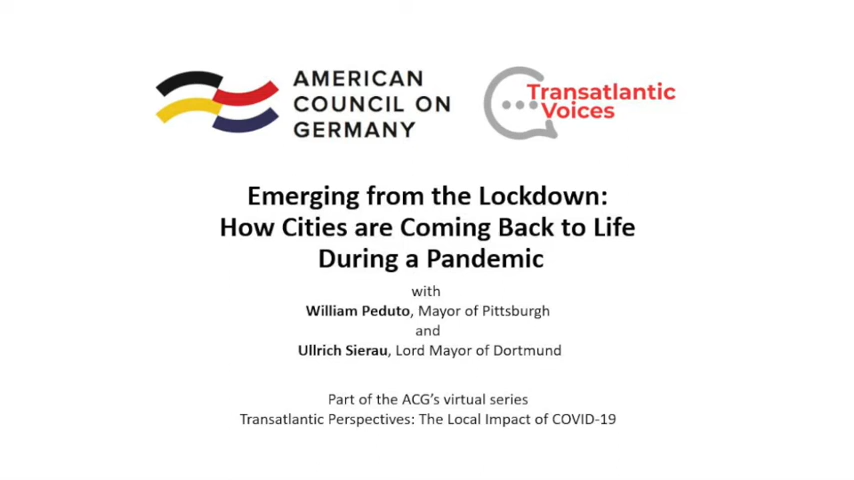 AMERICAN
COUNCIL ON
GERMANY
Transatlantic
Voices
Emerging from the Lockdown:
How Cities are Coming Back to Life
During a Pandemic
with
William Peduto, Mayor of Pittsburgh
and
Ullrich Sierau, Lord Mayor of Dortmund
Part of the ACG's virtual series
Transatlantic Perspectives: The Local Impact of COVID-19